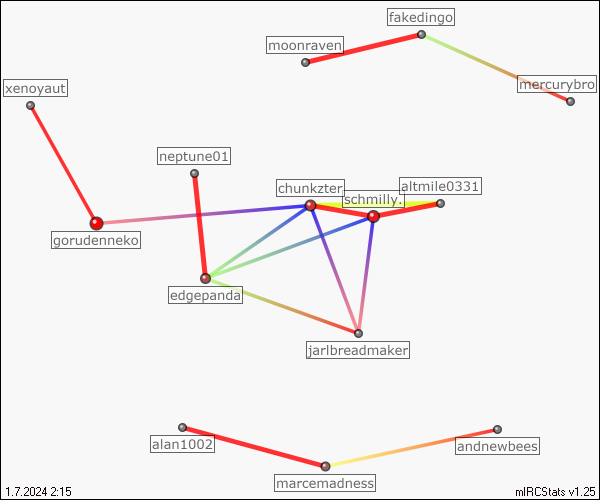 fakedingo
moonraven
xenoyaut
mercurybro
neptune01
chunkzter
altmile0331
schmilly.
gorudenneko
edgepanda
jarlbreadmaker
alan1002
andnewbees
marcemadness
1.7.2024 2:15
mIRCStats v1.25